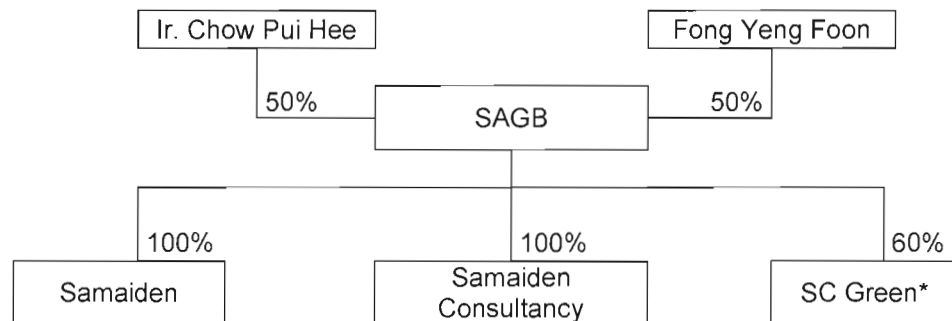 Ir. Chow Pui Hee
Fong Yeng Foon
50%
50%
SAGB
100%
100%
60%
Samaiden
Samaiden
Consultancy
SC Green*